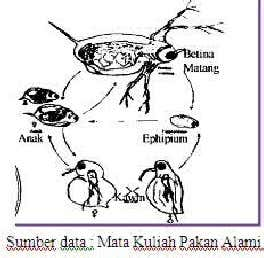 Betina
Matang
Anak
Ephipium
Kawin
Sumber data : Mata Kuliah Pakan Alami